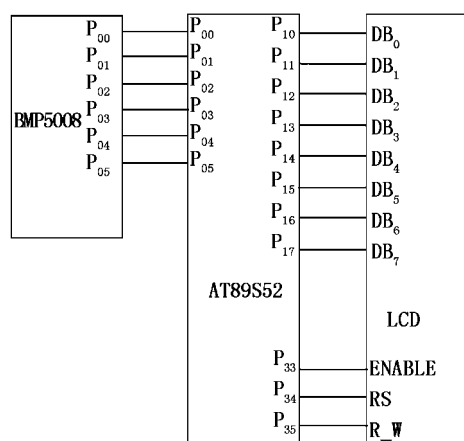 P00 P00 P10 DB0
P01 P01 P11 DB1
P02 P02 P12 DB2
P03 P03 P13 DB3
BMP5008
P04 P04 P14 DB4
P05 P05 P15 DB5
P16 DB6
P17 DB7
AT89S52
LCD
P33 ENABLE
P34 RS
P35 R_W